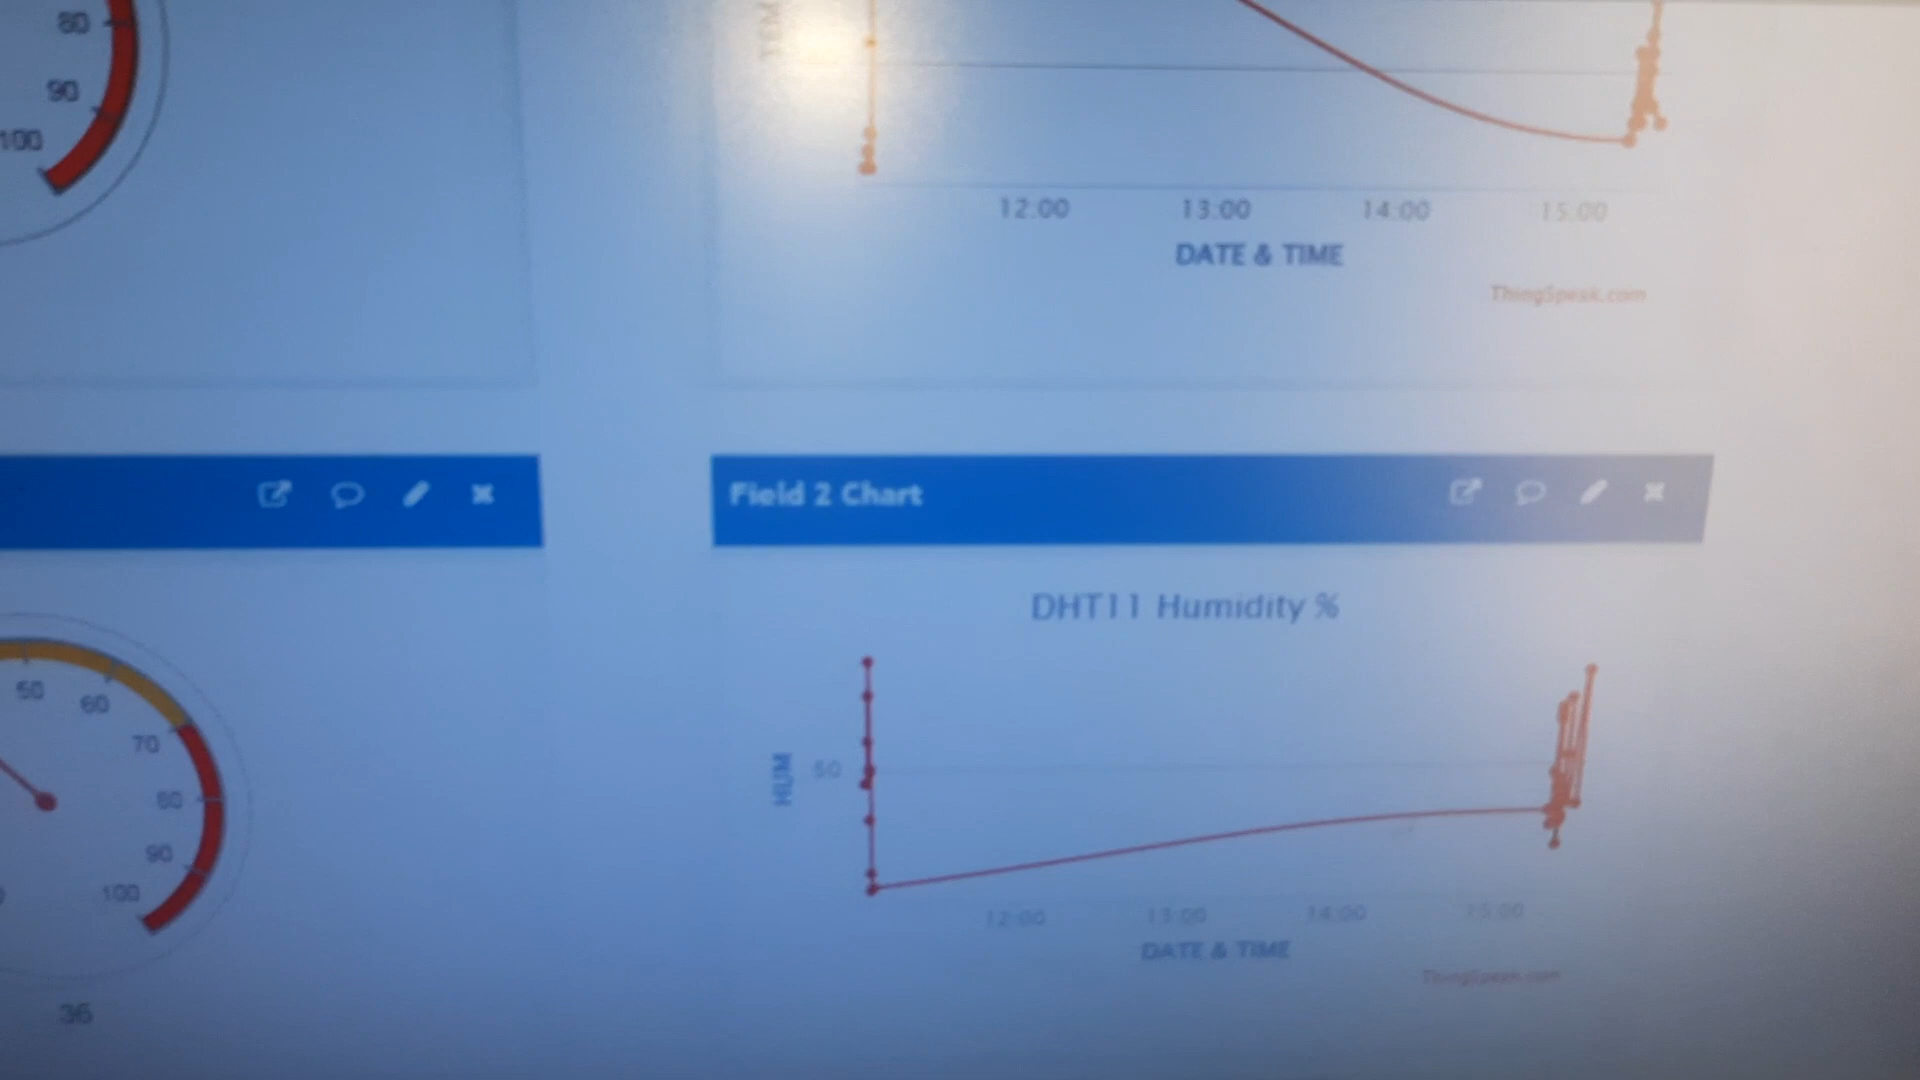 80
90
100
12:00 13:00 14:00 15:00
DATE & TIME
ThingSpeak.com
Field 2 Chart
DHT11 Humidity %
50
60
70
80
90
100
36
HUM
50
12:00 13:00 14:00 15:00
DATE & TIME
ThingSpeak.com